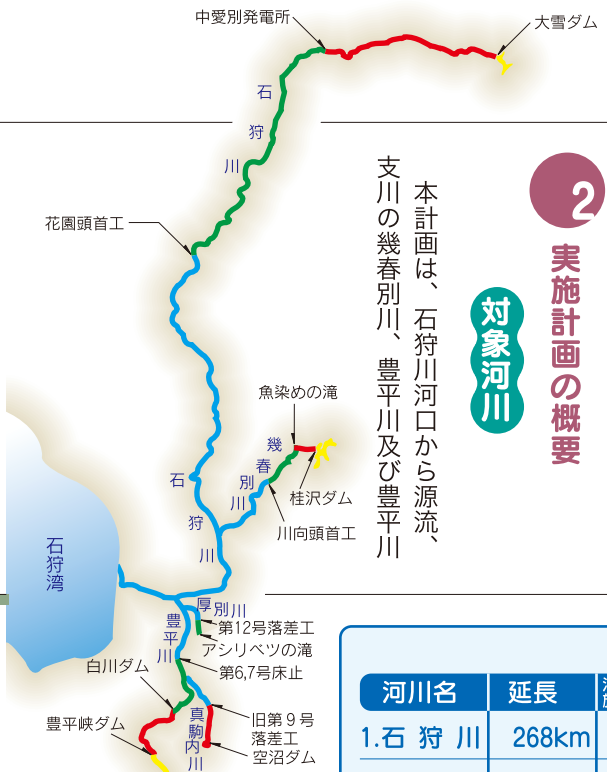 2
実施計画の概要
対象河川
本計画は、石狩川河口から源流、
支川の幾春別川、豊平川及び豊平川
中愛別発電所
大雪ダム
石狩川
花園頭首工
魚染めの滝
幾春別川
桂沢ダム
川向頭首工
石狩川
石狩湾
厚別川
第12号落差工
アシリベツの滝
豊平川
第6,7号床止
白川ダム
豊平峡ダム
真駒内川
旧第9号
落差工
空沼ダム
河川名 延長
1.石狩川 268km